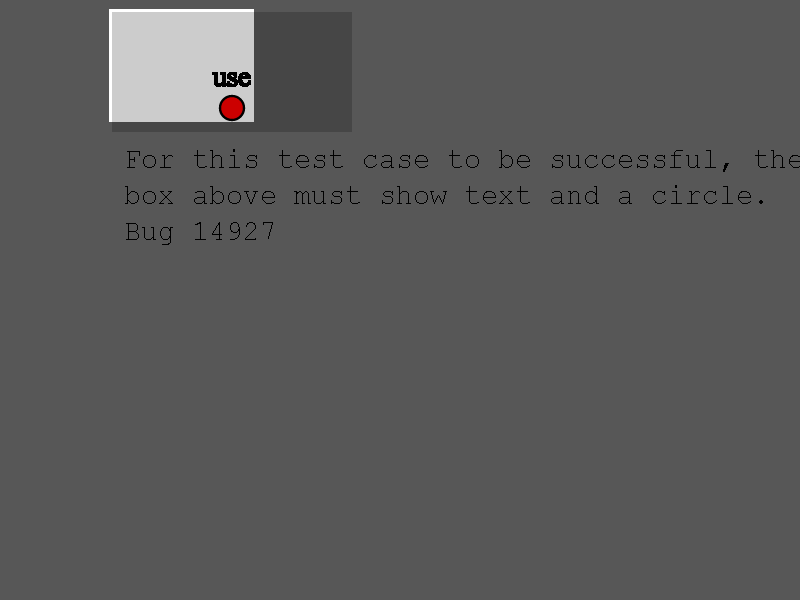 use
For this test case to be successful, the
box above must show text and a circle.
Bug 14927